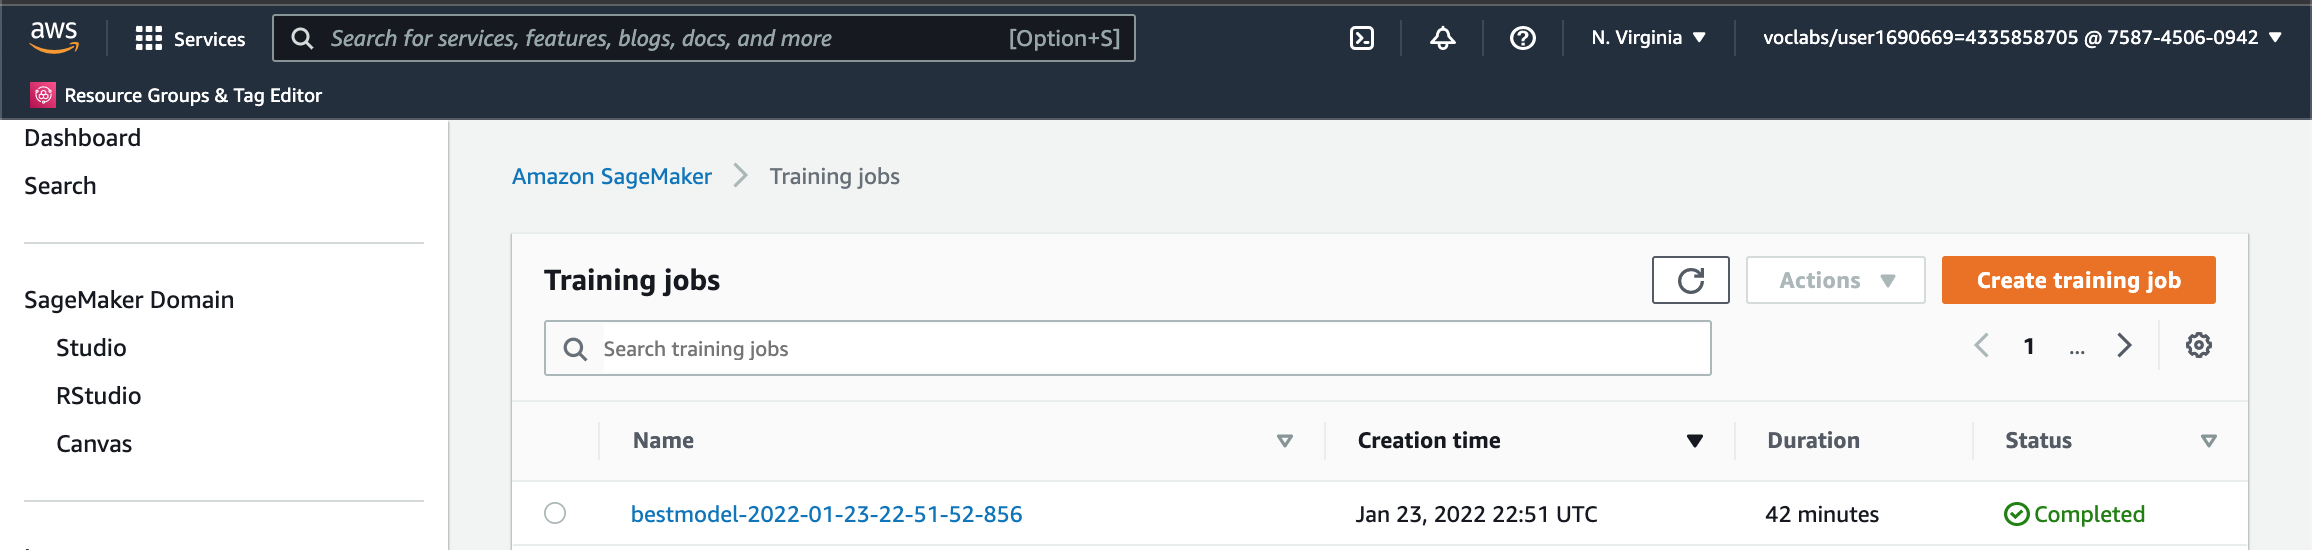 aws
Services
Search for services, features, blogs, docs, and more [Option+S]
N. Virginia
voclabs/user1690669=4335858705 @ 7587-4506-0942
Resource Groups & Tag Editor
Dashboard
Search
SageMaker Domain
Studio
RStudio
Canvas
Amazon SageMaker
Training jobs
Training jobs
Actions
Create training job
Search training jobs
1 ...
Name Creation time Duration Status
bestmodel-2022-01-23-22-51-52-856 Jan 23, 2022 22:51 UTC 42 minutes Completed